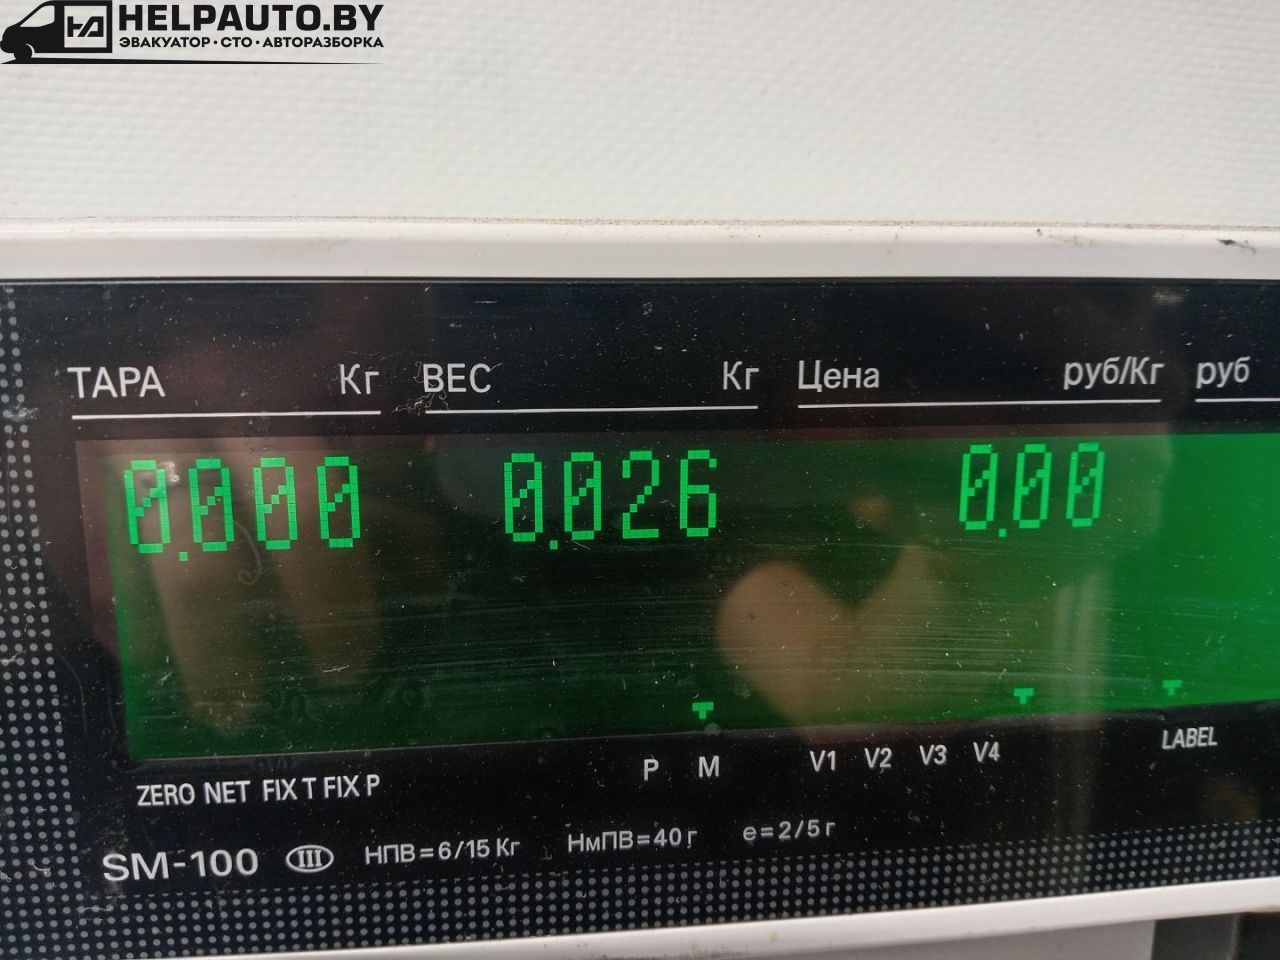 HELPAUTO.BY
ЭВАКУАТОР · СТО · АВТОРАЗБОРКА
ТАРА Кг ВЕС Кг Цена руб/Кг руб
0.000 0.026 0.00
P M V1 V2 V3 V4 LABEL
ZERO NET FIX T FIX P
SM-100 III НПВ=6/15 Кг НмПВ=40 г e=2/5 г